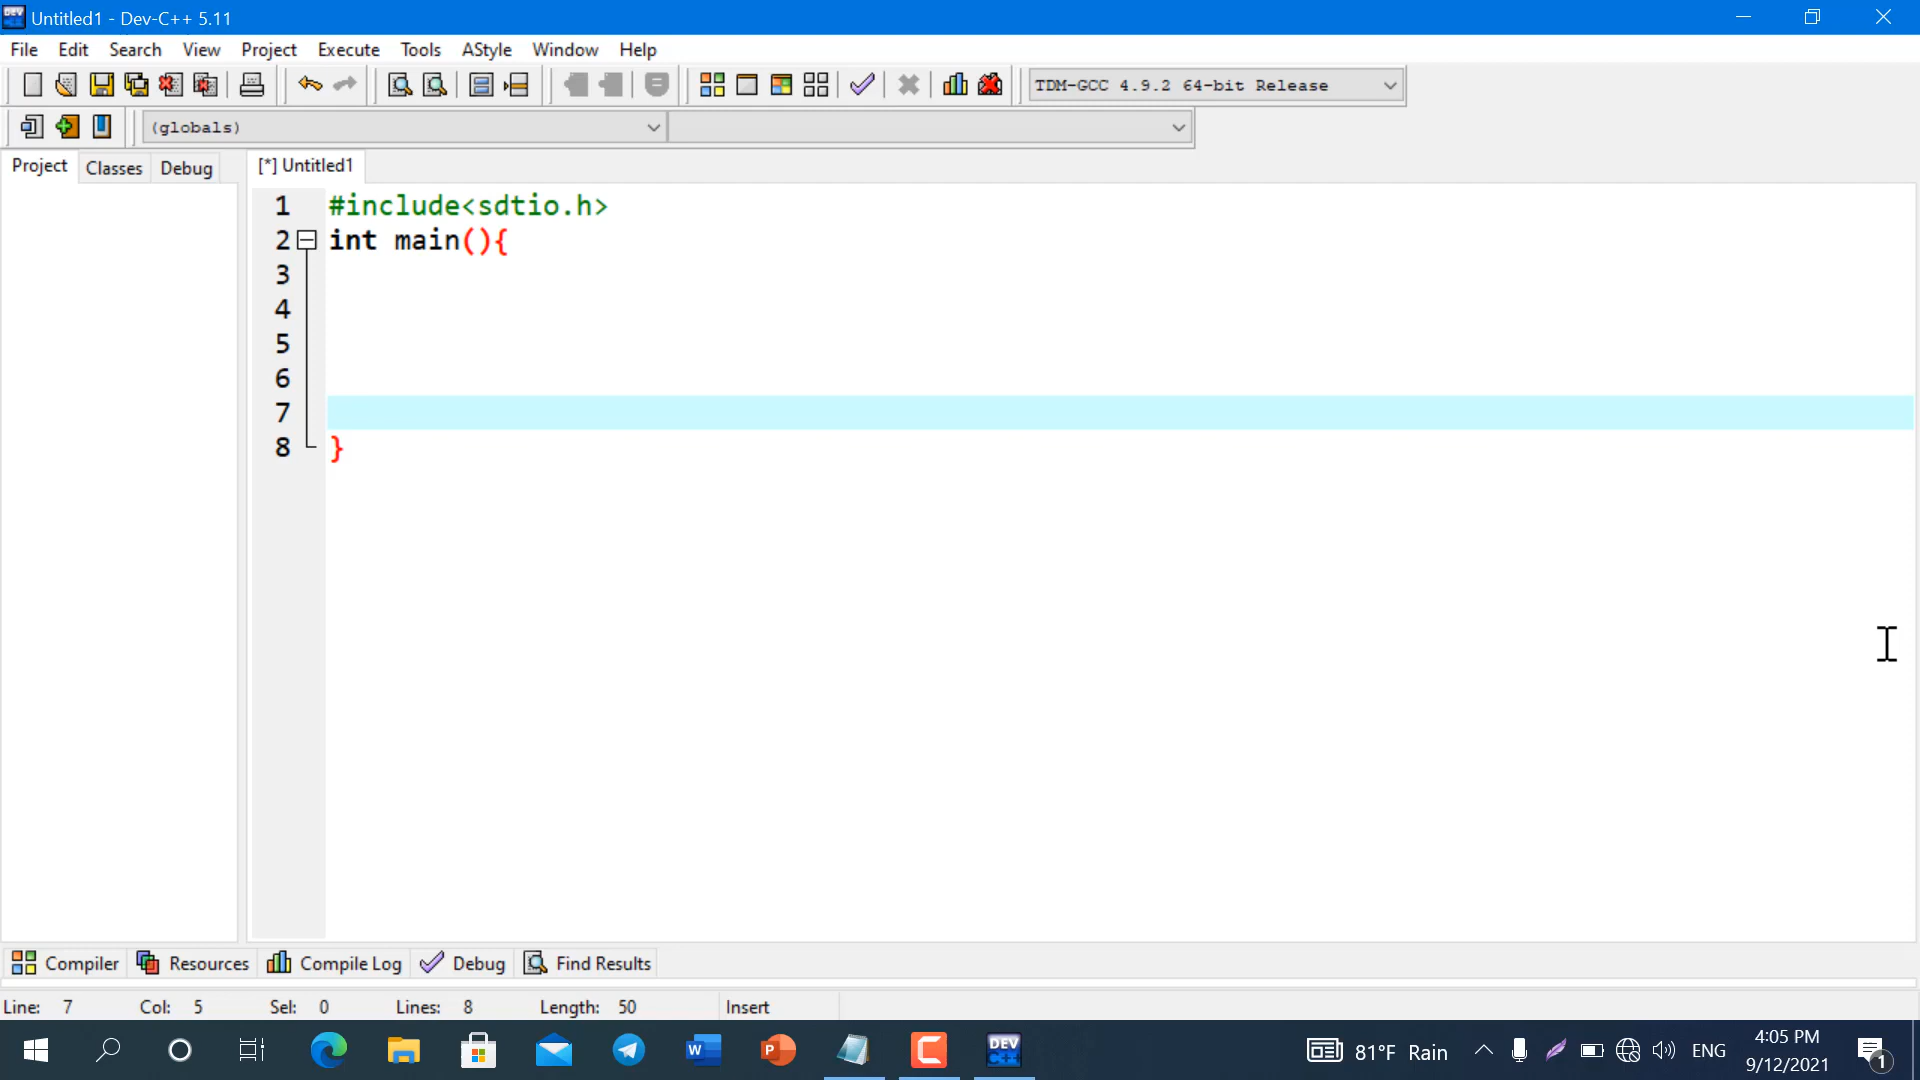 Untitled1 - Dev-C++ 5.11
File Edit Search View Project Execute Tools AStyle Window Help
TDM-GCC 4.9.2 64-bit Release
(globals)
Project Classes Debug [*] Untitled1
1 #include<sdtio.h>
2 int main(){
3
4
5
6
7
8 }
Compiler Resources Compile Log Debug Find Results
Line: 7 Col: 5 Sel: 0 Lines: 8 Length: 50 Insert
81°F Rain ENG 4:05 PM
9/12/2021 1